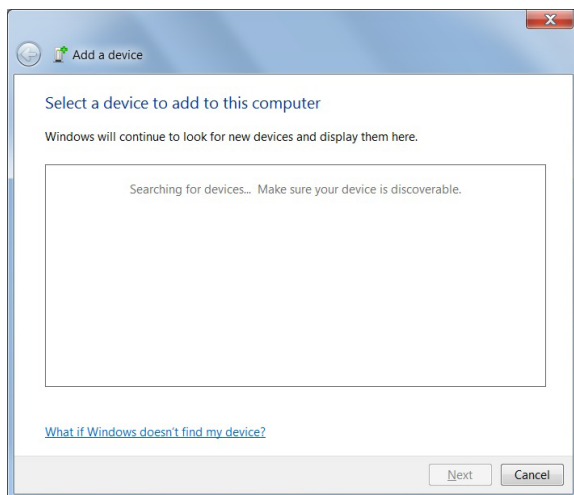 Add a device
Select a device to add to this computer
Windows will continue to look for new devices and display them here.
Searching for devices... Make sure your device is discoverable.
What if Windows doesn't find my device?
Next
Cancel